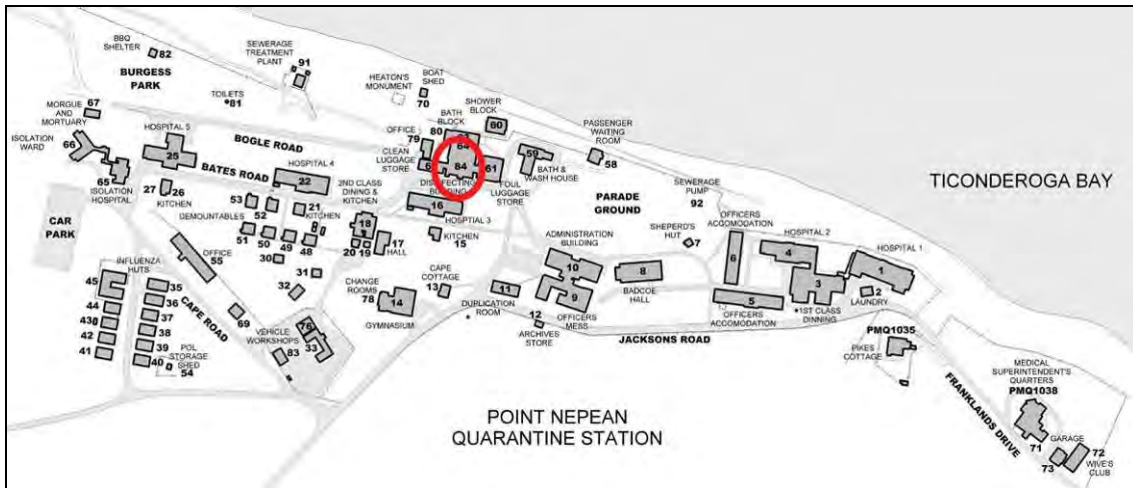 BBQ
SHELTER
82
BURGESS
PARK
SEWERAGE
TREATMENT
PLANT
91
TOILETS
81
HEATON'S
MONUMENT
BOAT
SHED
70
SHOWER
BLOCK
60
BATH
BLOCK
80
OFFICE
79
CLEAN
LUGGAGE
STORE
64
84
61
FOUL
LUGGAGE
STORE
DISINFECTING
BUILDING
59
BATH &
WASH HOUSE
PASSENGER
WAITING
ROOM
58
MORGUE
AND
MORTUARY
67
ISOLATION
WARD
66
65
ISOLATION
HOSPITAL
HOSPITAL 5
25
BOGLE ROAD
BATES ROAD
27
26
KITCHEN
HOSPITAL 4
22
21
KITCHEN
53
52
DEMOUNTABLES
51
50
49
48
30
31
32
2ND CLASS
DINING &
KITCHEN
18
20
19
17
HALL
16
HOSPTIAL 3
KITCHEN
15
PARADE
GROUND
SEWERAGE
PUMP
92
SHEPERD'S
HUT
7
OFFICERS
ACCOMODATION
6
HOSPITAL 2
4
HOSPITAL 1
1
3
2
LAUNDRY
1ST CLASS
DINNING
5
OFFICERS
ACCOMODATION
ADMINISTRATION
BUILDING
10
9
OFFICERS
MESS
8
BADCOE
HALL
11
DUPLICATION
ROOM
12
ARCHIVES
STORE
CAPE
COTTAGE
13
CHANGE
ROOMS
78
14
GYMNASIUM
CAR
PARK
INFLUENZA
HUTS
45
44
43
42
41
35
36
37
38
39
40
POL
STORAGE
SHED
54
CAPE ROAD
OFFICE
55
69
VEHICLE
WORKSHOPS
76
33
83
JACKSONS ROAD
TICONDEROGA BAY
PMQ1035
PIKES
COTTAGE
FRANKLANDS DRIVE
MEDICAL
SUPERINTENDENT'S
QUARTERS
PMQ1038
71
GARAGE
73
72
WIVE'S
CLUB
POINT NEPEAN
QUARANTINE STATION